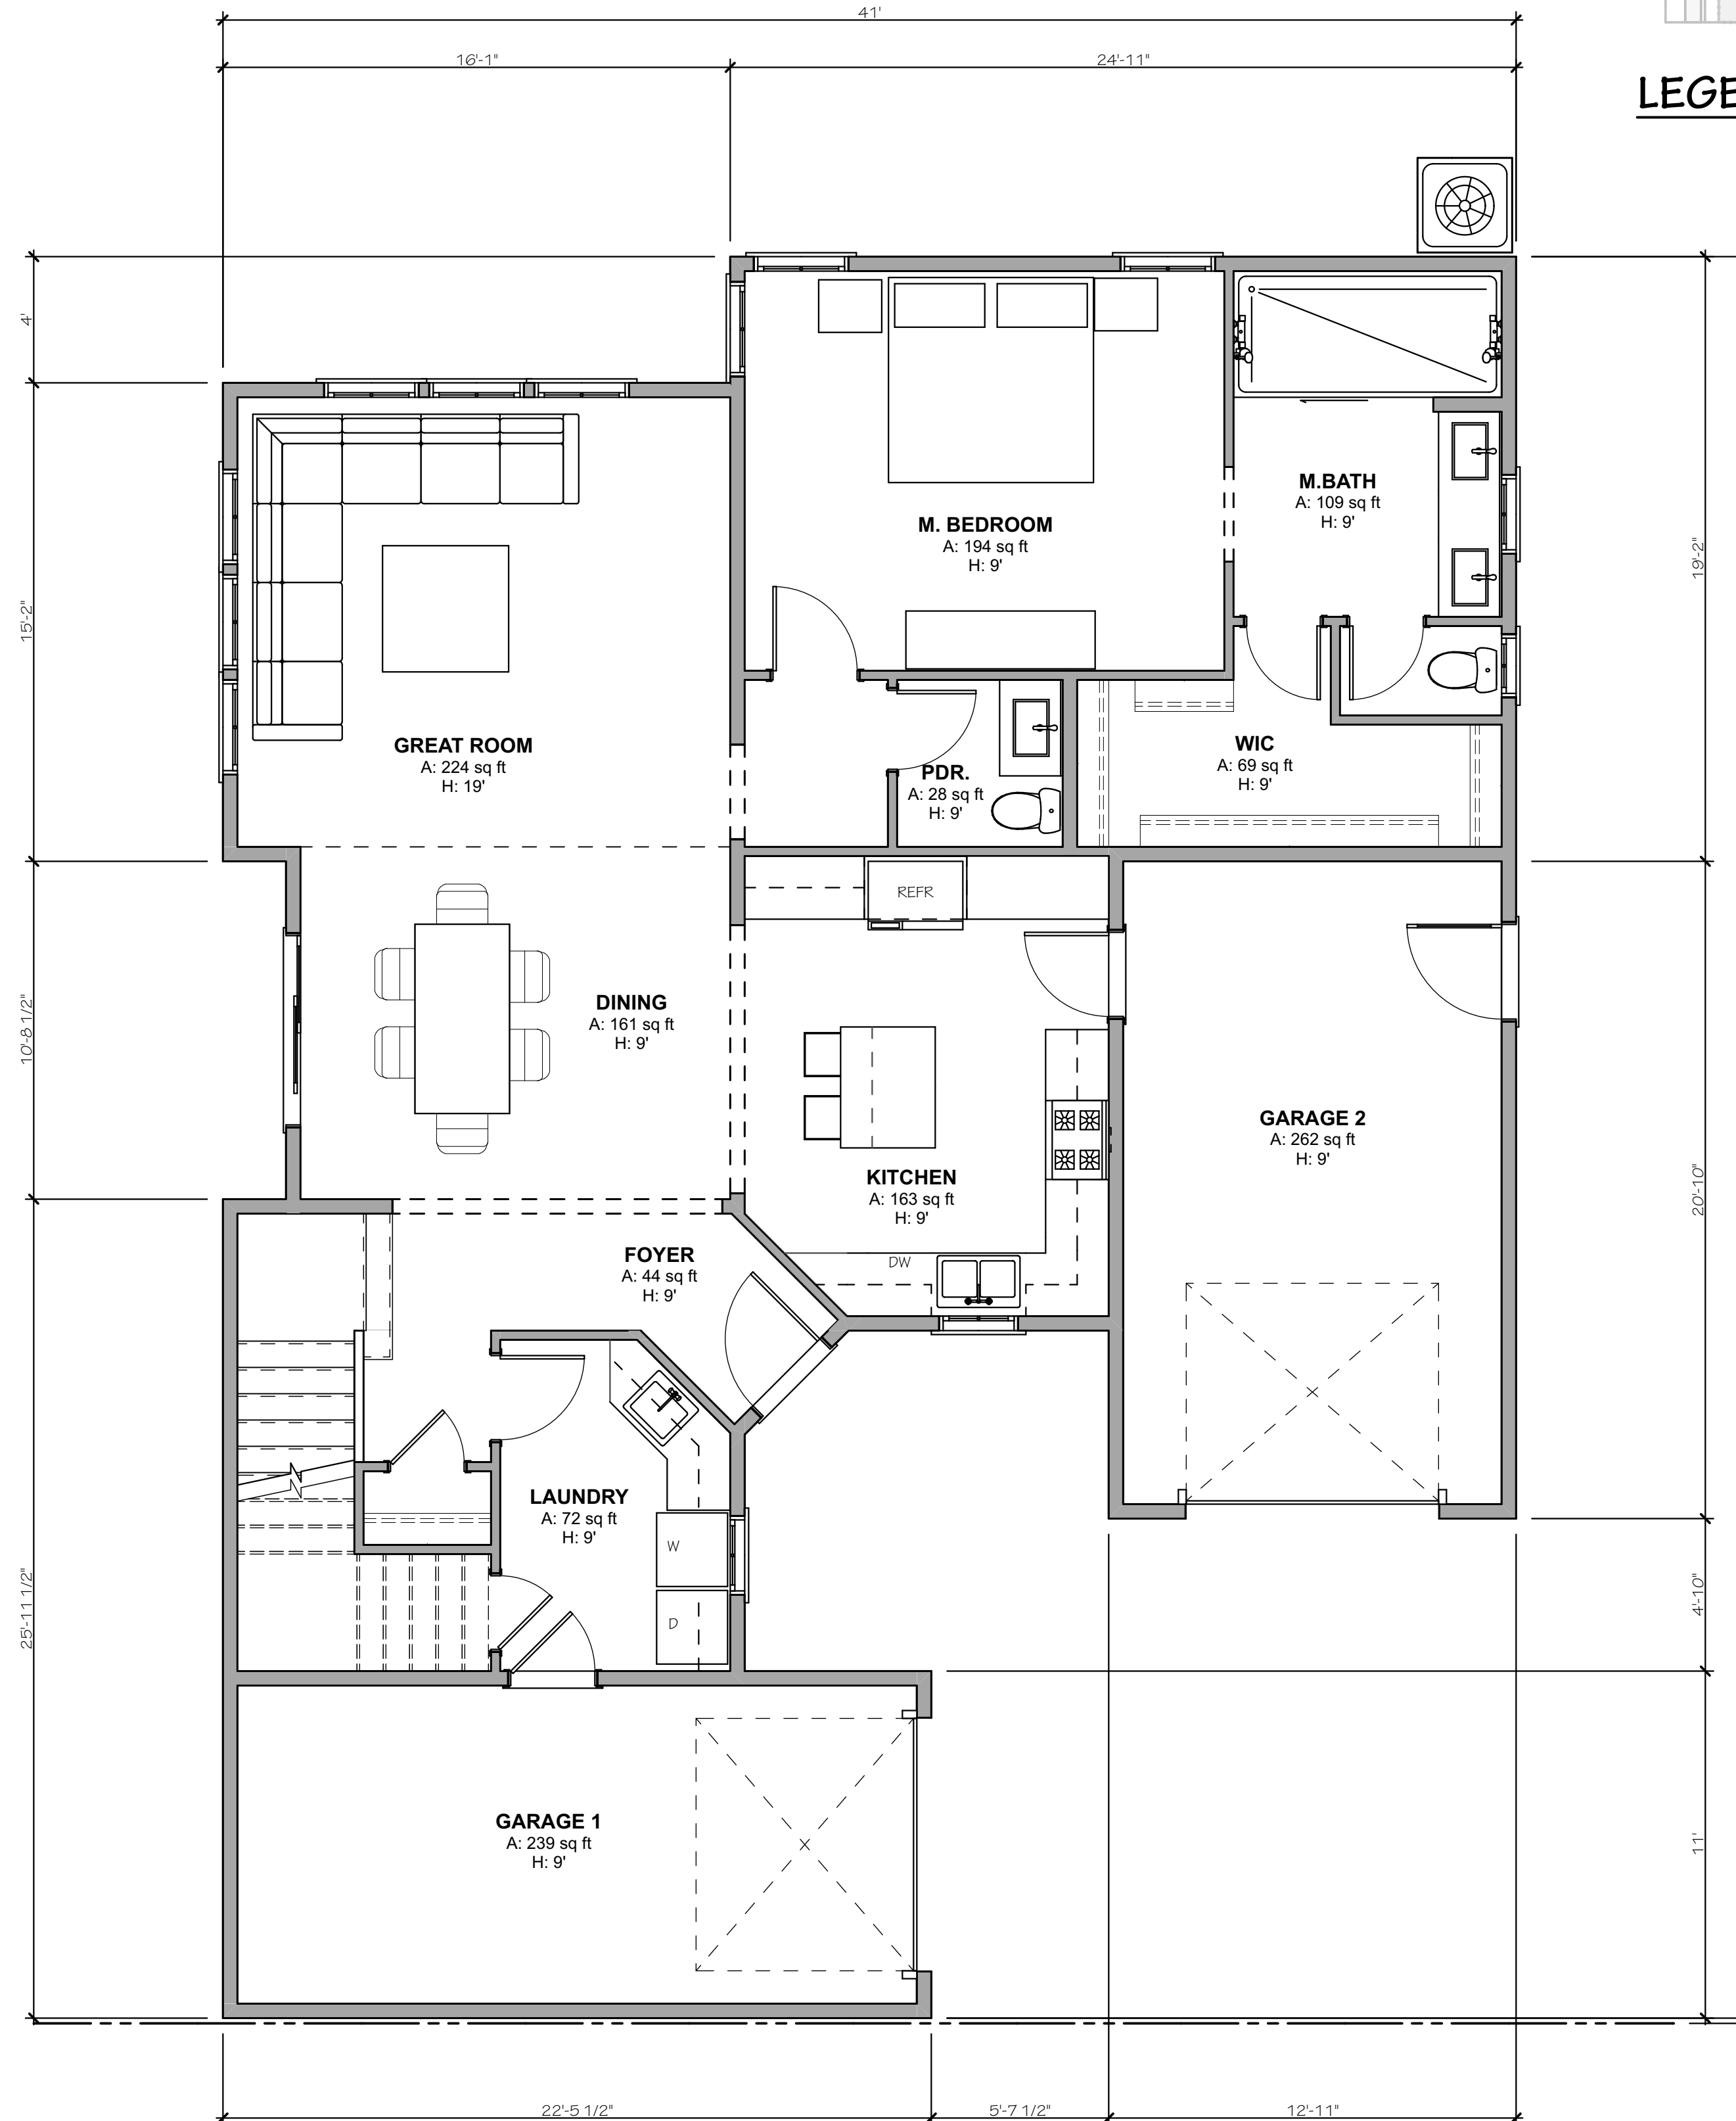 41'
16'-1"
24'-11"
4'
15'-2"
10'-8 1/2"
25'-11 1/2"
19'-2"
20'-10"
4'-10"
11'
M.BATH
A: 109 sq ft
H: 9'
M. BEDROOM
A: 194 sq ft
H: 9'
GREAT ROOM
A: 224 sq ft
H: 19'
PDR.
A: 28 sq ft
H: 9'
WIC
A: 69 sq ft
H: 9'
REFR
DINING
A: 161 sq ft
H: 9'
GARAGE 2
A: 262 sq ft
H: 9'
KITCHEN
A: 163 sq ft
H: 9'
DW
FOYER
A: 44 sq ft
H: 9'
LAUNDRY
A: 72 sq ft
H: 9'
W
D
GARAGE 1
A: 239 sq ft
H: 9'
22'-5 1/2"
5'-7 1/2"
12'-11"